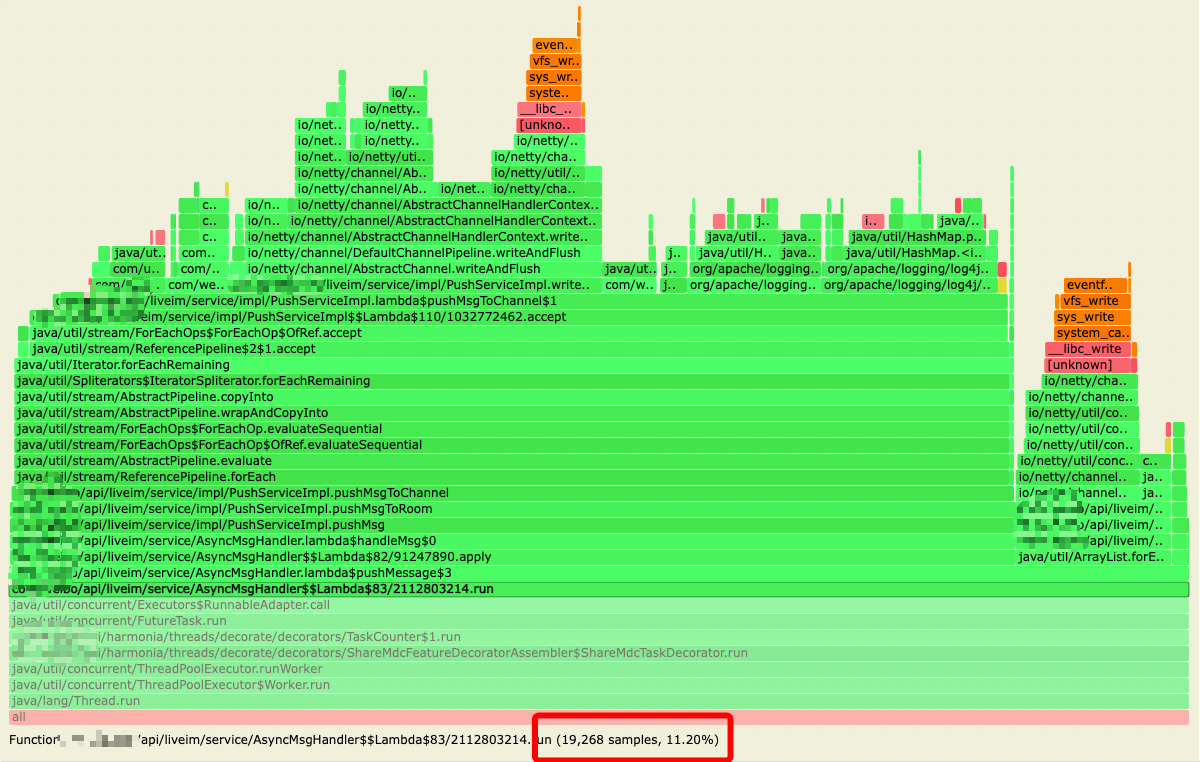 even..
vfs_wr..
sys_wr..
io/.. syste..
io/netty.. __libc_..
io/net.. io/netty.. [unkno..
io/net.. io/netty.. io/netty/..
io/net.. io/netty/uti.. io/netty/cha..
io/netty/channel/Ab.. io/netty/util/..
io/netty/channel/Ab.. io/net.. io/netty/cha..
c.. io/n.. io/netty/channel/AbstractChannelHandlerContex..
c.. io/n.. io/netty/channel/AbstractChannelHandlerContext.. j.. i.. java/..
c.. io/netty/channel/AbstractChannelHandlerContext.write.. java/util.. java.. java/util/HashMap.p..
java/ut.. com.. io/netty/channel/DefaultChannelPipeline.writeAndFlush j.. java/util/H.. java.. java/util/HashMap.<i..
com/u.. com/.. io/netty/channel/AbstractChannel.writeAndFlush java/ut.. j.. org/apache/logging.. org/apache/logging/log4j..
com/.. com/we.. /liveim/service/impl/PushServiceImpl.write.. com/w.. j.. org/apache/logging.. org/apache/logging/log4j/.. eventf..
c /liveim/service/impl/PushServiceImpl.lambda$pushMsgToChannel$1 vfs_write
eim/service/impl/PushServiceImpl$$Lambda$110/1032772462.accept sys_write
java/util/stream/ForEachOps$ForEachOp$OfRef.accept system_ca..
java/util/stream/ReferencePipeline$2$1.accept __libc_write
java/util/Iterator.forEachRemaining [unknown]
java/util/Spliterators$IteratorSpliterator.forEachRemaining io/netty/cha..
java/util/stream/AbstractPipeline.copyInto io/netty/channe..
java/util/stream/AbstractPipeline.wrapAndCopyInto io/netty/util/co..
java/util/stream/ForEachOps$ForEachOp.evaluateSequential io/netty/util/co..
java/util/stream/ForEachOps$ForEachOp$OfRef.evaluateSequential io/netty/util/con..
java/util/stream/AbstractPipeline.evaluate io/netty/util/conc.. c..
java/util/stream/ReferencePipeline.forEach io/netty/channel.. ja..
/api/liveim/service/impl/PushServiceImpl.pushMsgToChannel io/netty/channel.. ja..
/api/liveim/service/impl/PushServiceImpl.pushMsgToRoom /api/liveim/..
/api/liveim/service/impl/PushServiceImpl.pushMsg /api/liveim/..
/api/liveim/service/AsyncMsgHandler.lambda$handleMsg$0 /api/liveim/..
/api/liveim/service/AsyncMsgHandler$$Lambda$82/91247890.apply java/util/ArrayList.forE..
/api/liveim/service/AsyncMsgHandler.lambda$pushMessage$3
/api/liveim/service/AsyncMsgHandler$$Lambda$83/2112803214.run
java/util/concurrent/Executors$RunnableAdapter.call
java/util/concurrent/FutureTask.run
i/harmonia/threads/decorate/decorators/TaskCounter$1.run
i/harmonia/threads/decorate/decorators/ShareMdcFeatureDecoratorAssembler$ShareMdcTaskDecorator.run
java/util/concurrent/ThreadPoolExecutor.runWorker
java/util/concurrent/ThreadPoolExecutor$Worker.run
java/lang/Thread.run
all
Function /api/liveim/service/AsyncMsgHandler$$Lambda$83/2112803214.run (19,268 samples, 11.20%)